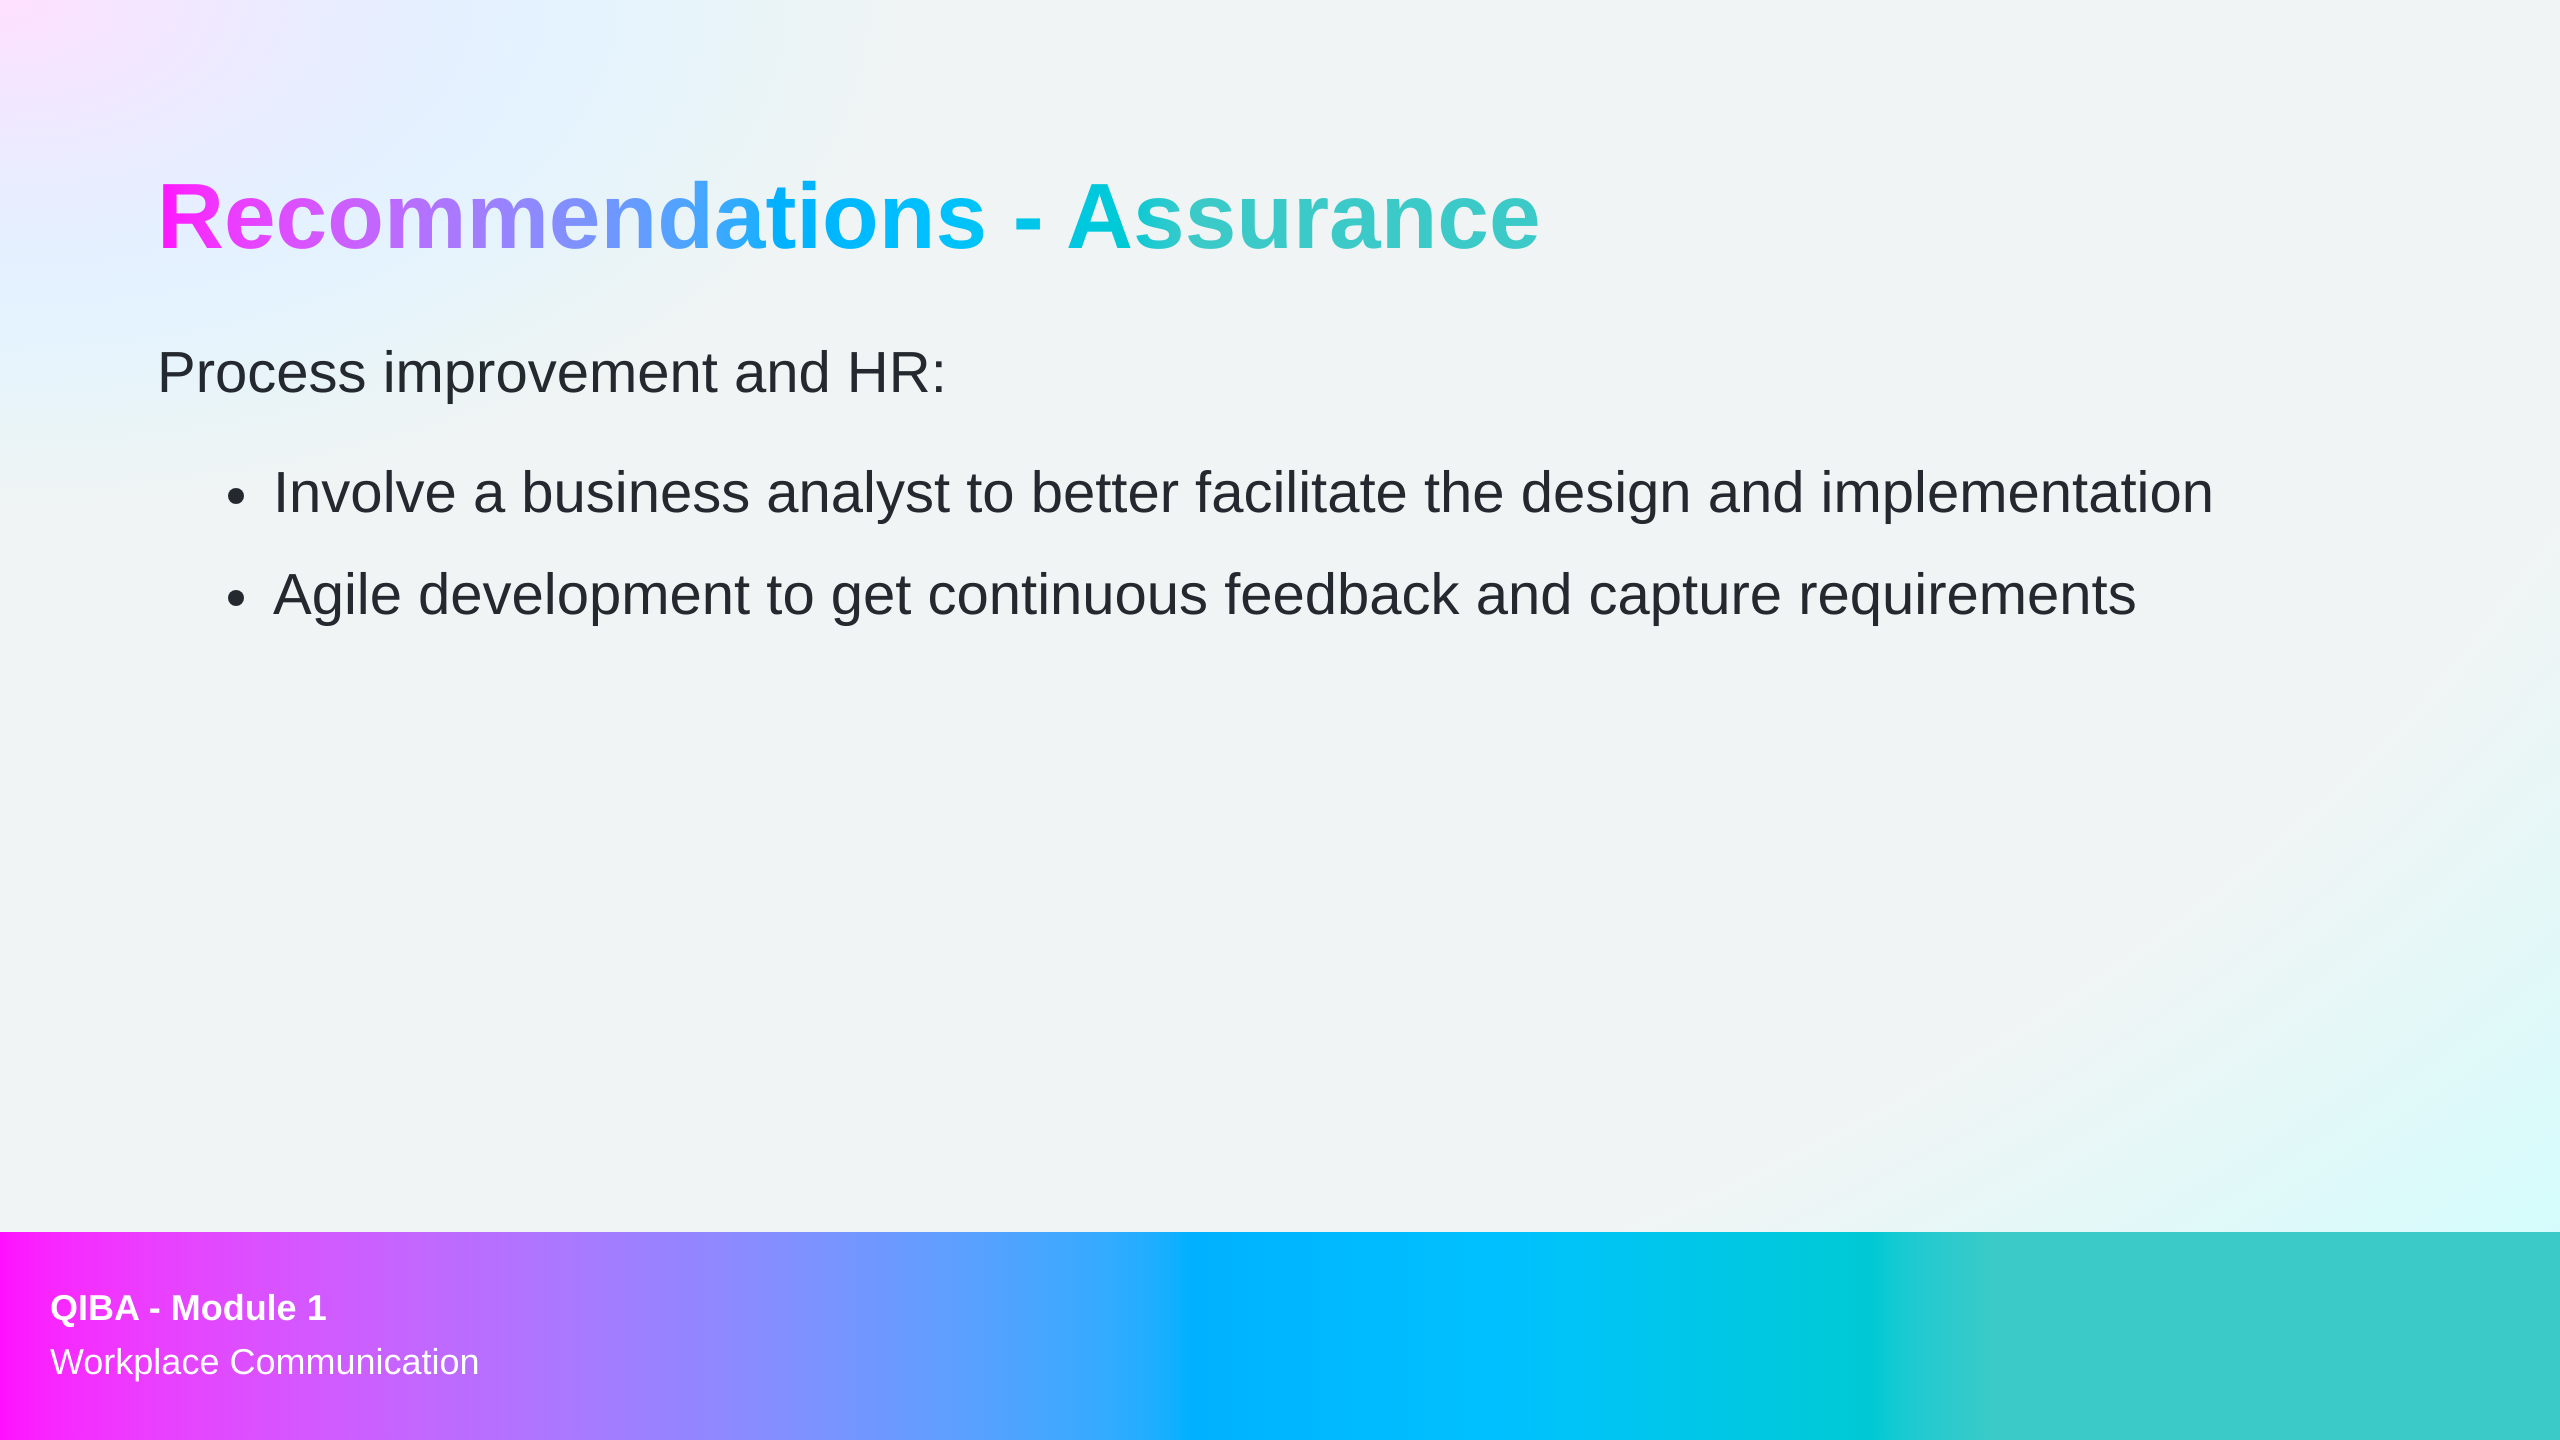 Recommendations - Assurance
Process improvement and HR:
• Involve a business analyst to better facilitate the design and implementation
• Agile development to get continuous feedback and capture requirements
QIBA - Module 1
Workplace Communication